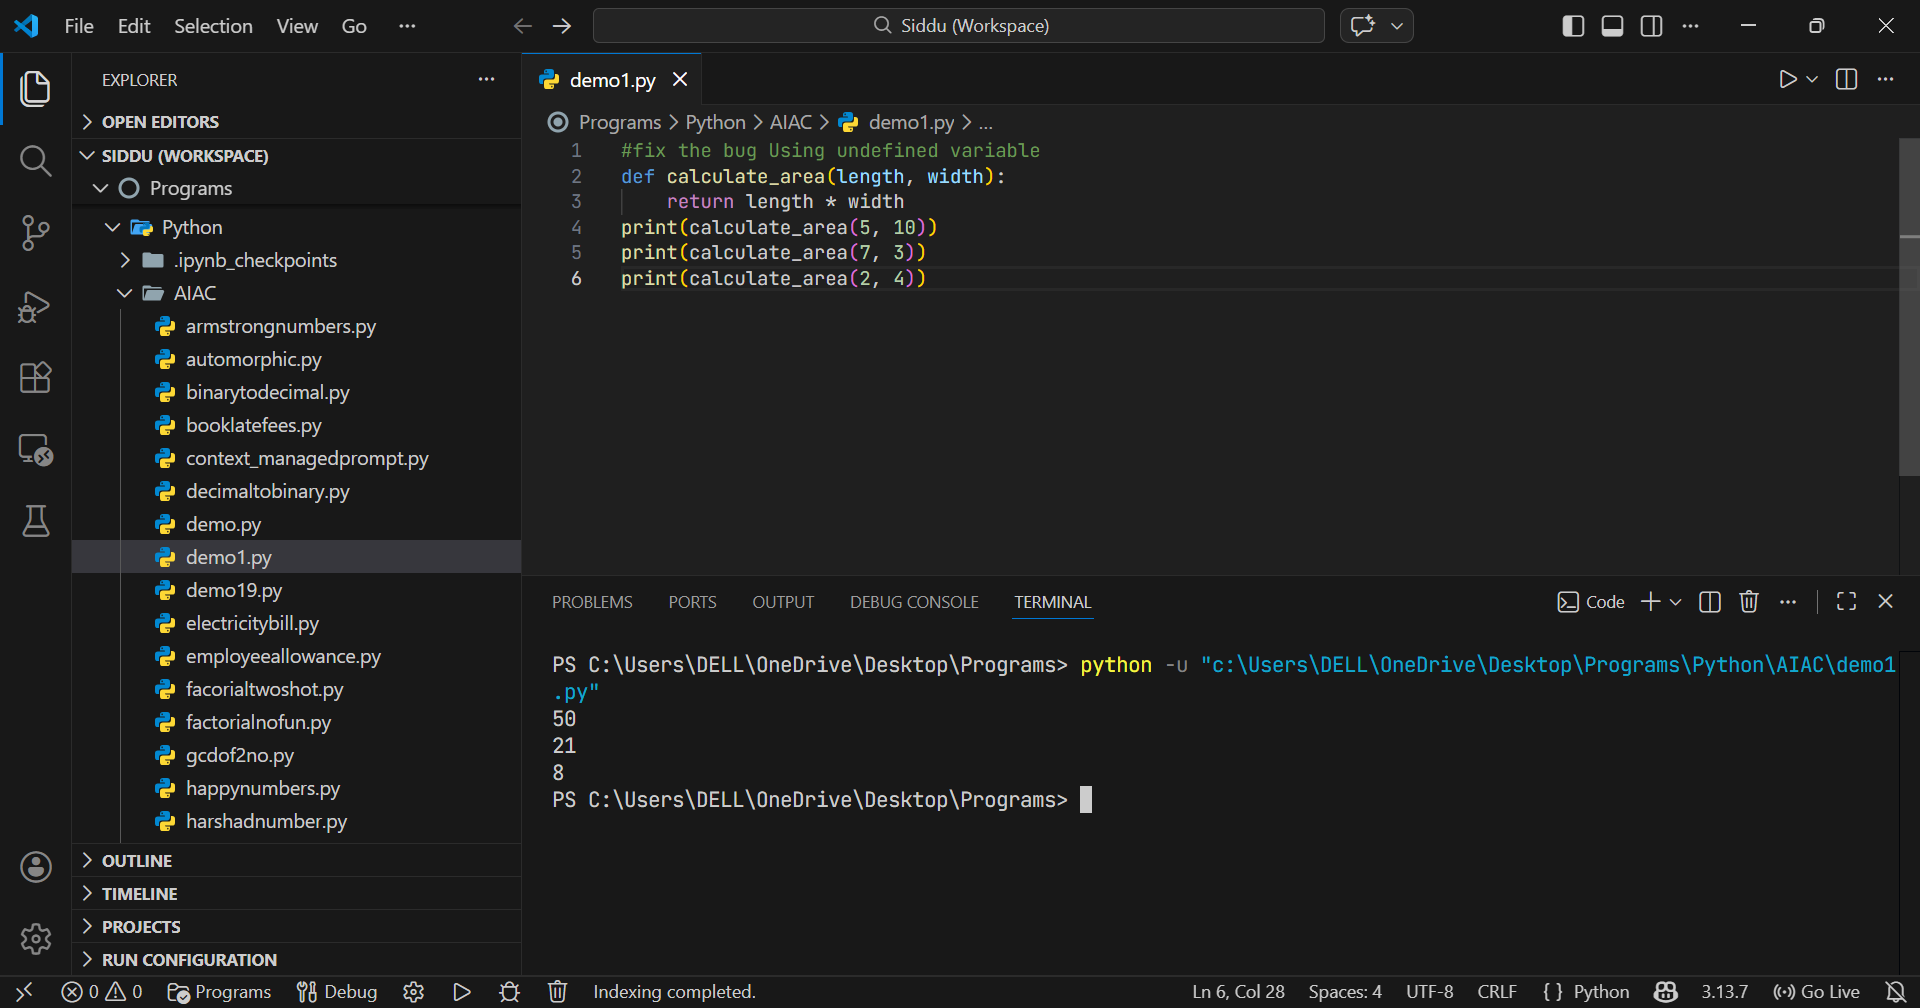 File Edit Selection View Go ···
Siddu (Workspace)
EXPLORER
OPEN EDITORS
SIDDU (WORKSPACE)
Programs
Python
.ipynb_checkpoints
AIAC
armstrongnumbers.py
automorphic.py
binarytodecimal.py
booklatefees.py
context_managedprompt.py
decimaltobinary.py
demo.py
demo1.py
demo19.py
electricitybill.py
employeeallowance.py
facorialtwoshot.py
factorialnofun.py
gcdof2no.py
happynumbers.py
harshadnumber.py
OUTLINE
TIMELINE
PROJECTS
RUN CONFIGURATION
demo1.py
Programs > Python > AIAC > demo1.py > ...
1 #fix the bug Using undefined variable
2 def calculate_area(length, width):
3     return length * width
4 print(calculate_area(5, 10))
5 print(calculate_area(7, 3))
6 print(calculate_area(2, 4))
PROBLEMS PORTS OUTPUT DEBUG CONSOLE TERMINAL
Code
PS C:\Users\DELL\OneDrive\Desktop\Programs> python -u "c:\Users\DELL\OneDrive\Desktop\Programs\Python\AIAC\demo1
.py"
50
21
8
PS C:\Users\DELL\OneDrive\Desktop\Programs>
0 0 Programs Debug Indexing completed. Ln 6, Col 28 Spaces: 4 UTF-8 CRLF { } Python 3.13.7 Go Live